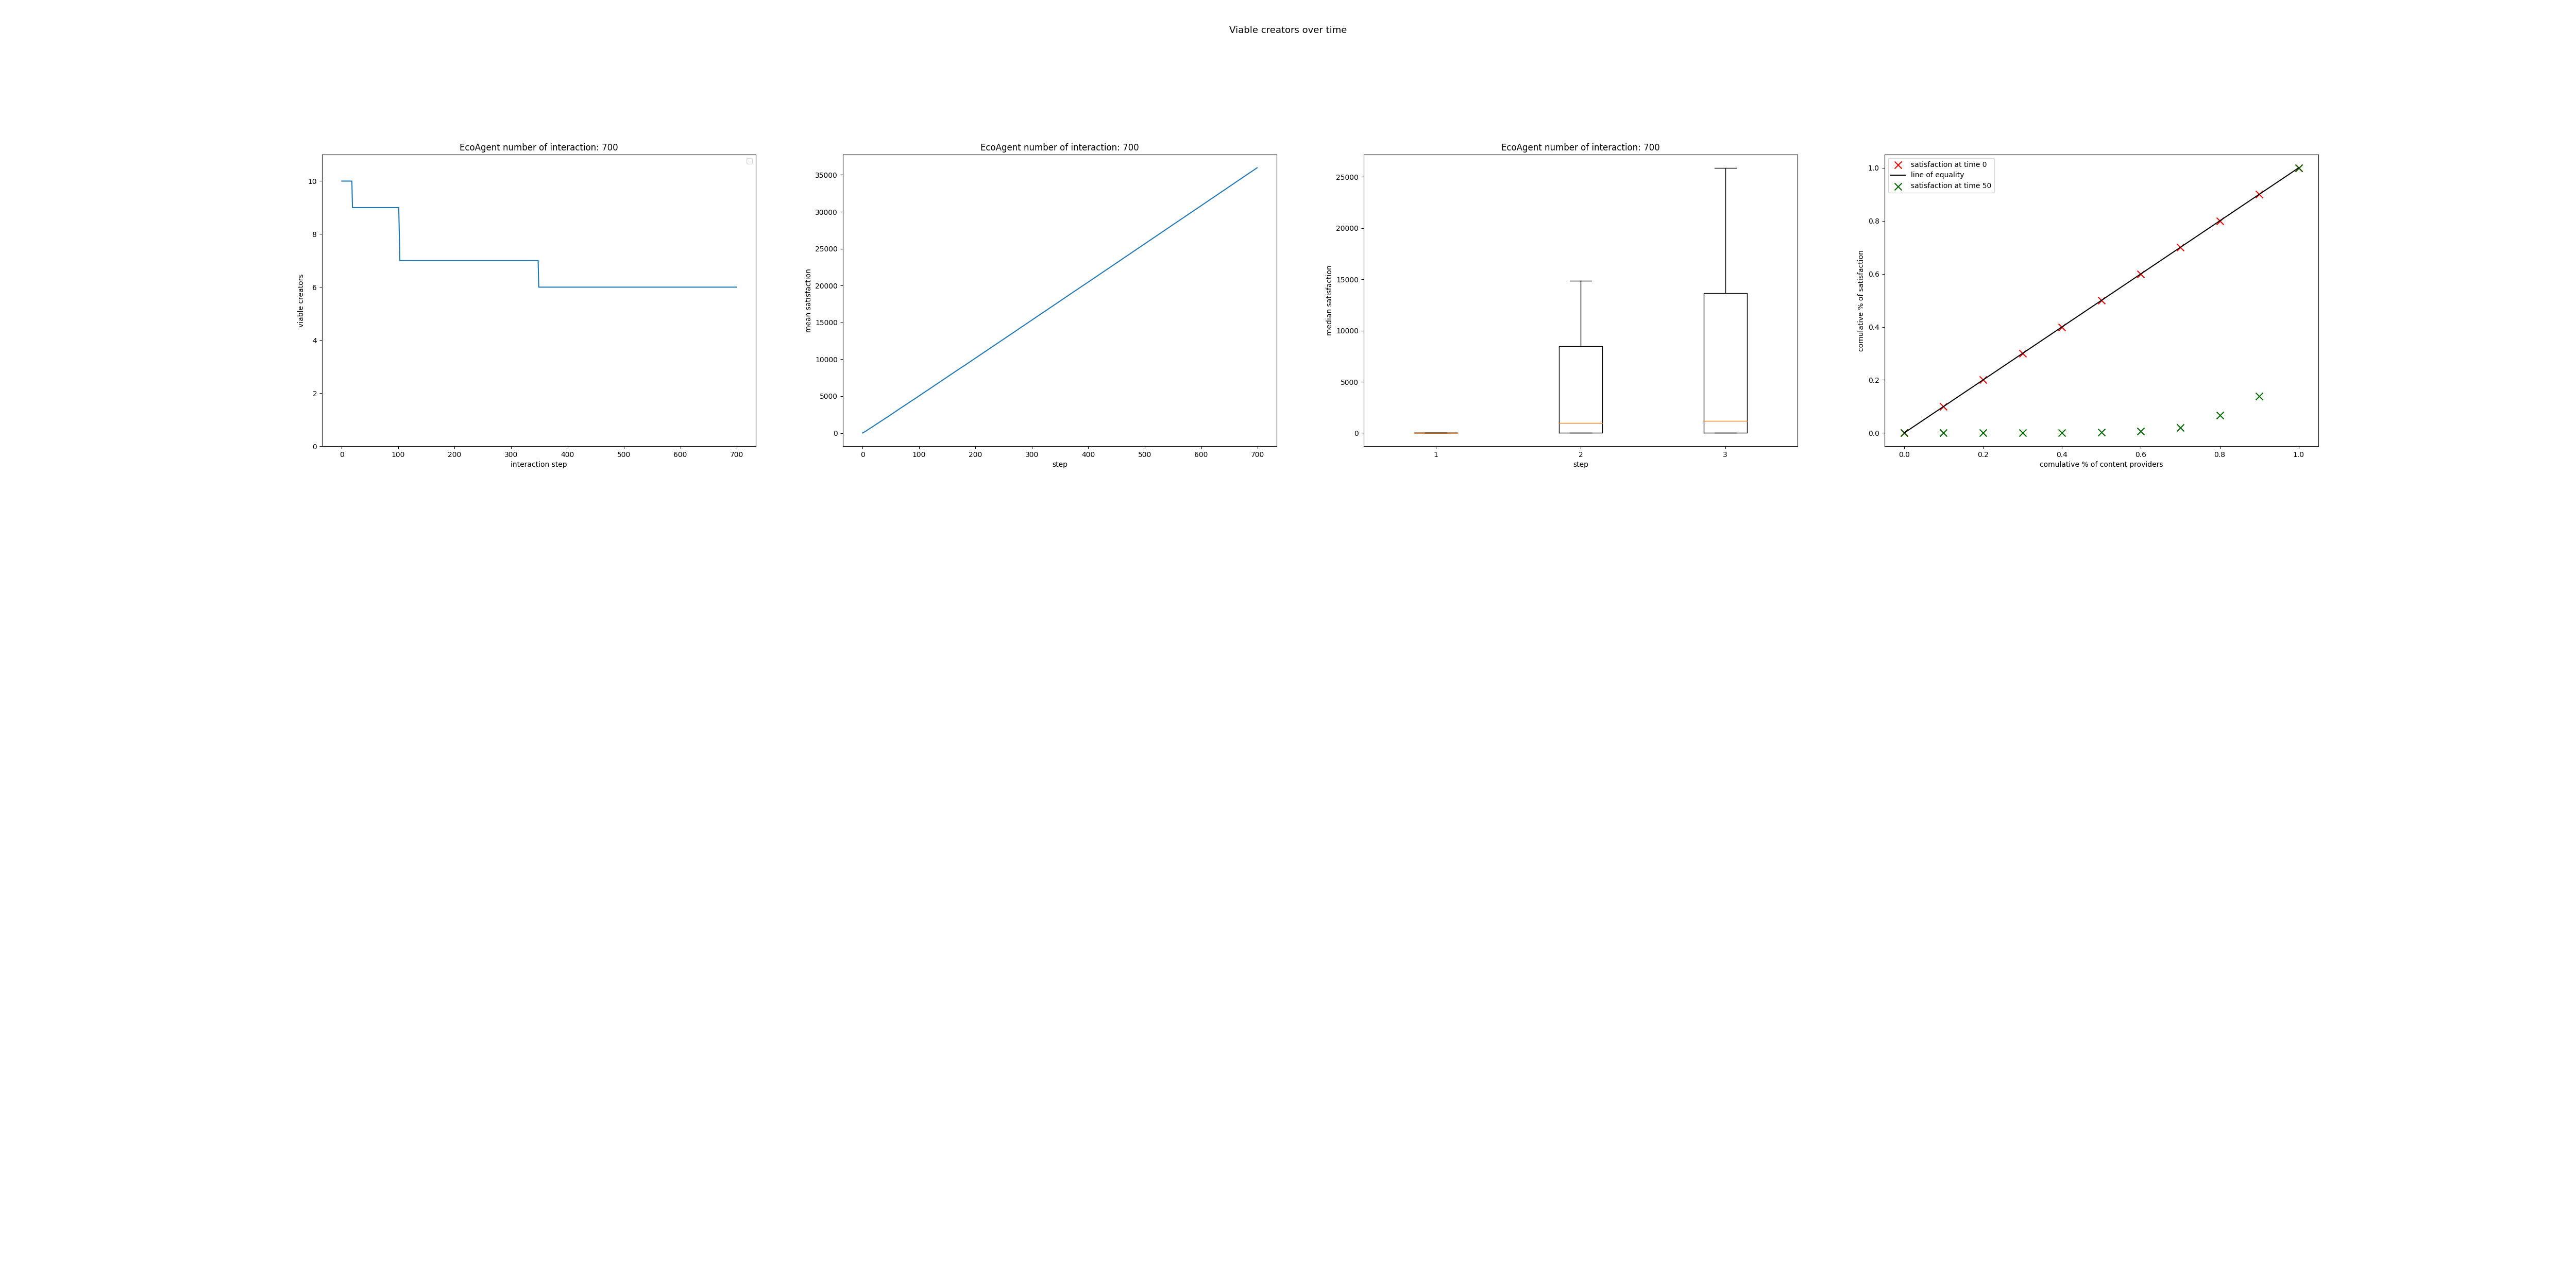 Viable creators over time
EcoAgent number of interaction: 700
viable creators
10
8
6
4
2
0
0 100 200 300 400 500 600 700
interaction step
EcoAgent number of interaction: 700
mean satisfaction
35000
30000
25000
20000
15000
10000
5000
0
0 100 200 300 400 500 600 700
step
EcoAgent number of interaction: 700
median satisfaction
25000
20000
15000
10000
5000
0
1 2 3
step
satisfaction at time 0
line of equality
satisfaction at time 50
comulative % of satisfaction
1.0
0.8
0.6
0.4
0.2
0.0
0.0 0.2 0.4 0.6 0.8 1.0
comulative % of content providers